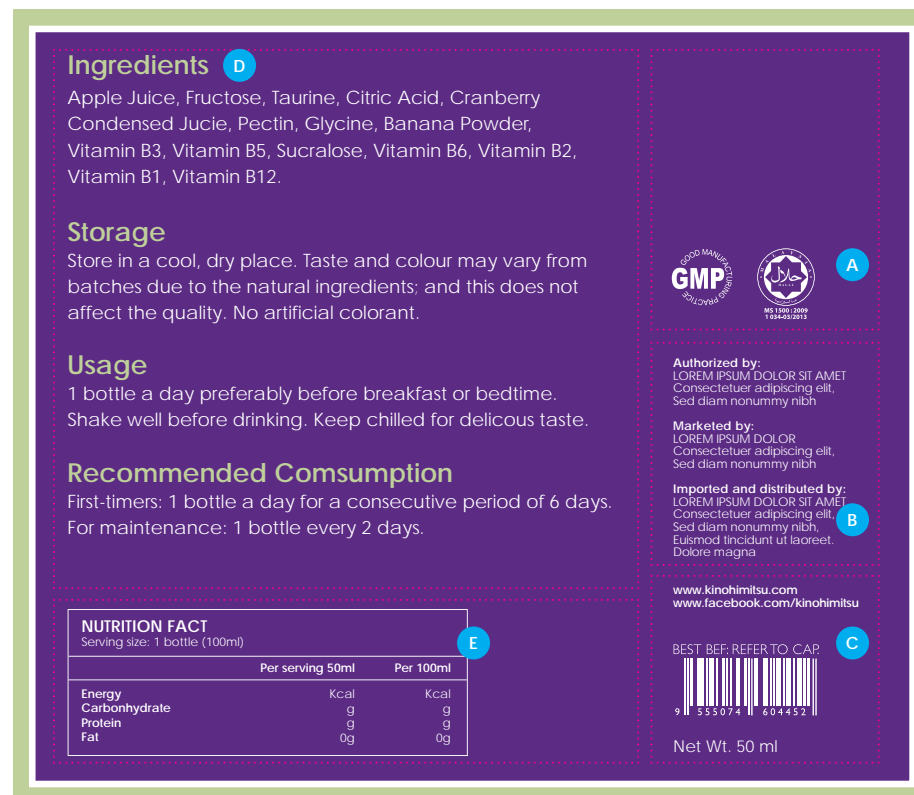 Ingredients D
Apple Juice, Fructose, Taurine, Citric Acid, Cranberry
Condensed Jucie, Pectin, Glycine, Banana Powder,
Vitamin B3, Vitamin B5, Sucralose, Vitamin B6, Vitamin B2,
Vitamin B1, Vitamin B12.
Storage
Store in a cool, dry place. Taste and colour may vary from
batches due to the natural ingredients; and this does not
affect the quality. No artificial colorant.
Usage
1 bottle a day preferably before breakfast or bedtime.
Shake well before drinking. Keep chilled for delicous taste.
Recommended Comsumption
First-timers: 1 bottle a day for a consecutive period of 6 days.
For maintenance: 1 bottle every 2 days.
NUTRITION FACT
Serving size: 1 bottle (100ml)
E
Per serving 50ml Per 100ml
Energy Kcal Kcal
Carbonhydrate g g
Protein g g
Fat 0g 0g
GOOD MANUFACTURING PRACTICE
GMP
حلال
HALAL
MS 1500:2009
1 034-03/2013
A
Authorized by:
LOREM IPSUM DOLOR SIT AMET
Consectetuer adipiscing elit,
Sed diam nonummy nibh
Marketed by:
LOREM IPSUM DOLOR
Consectetuer adipiscing elit,
Sed diam nonummy nibh
Imported and distributed by:
LOREM IPSUM DOLOR SIT AMET
Consectetuer adipiscing elit,
B
Sed diam nonummy nibh,
Euismod tincidunt ut laoreet.
Dolore magna
www.kinohimitsu.com
www.facebook.com/kinohimitsu
BEST BEF: REFER TO CAP.
C
9 555074 604452
Net Wt. 50 ml